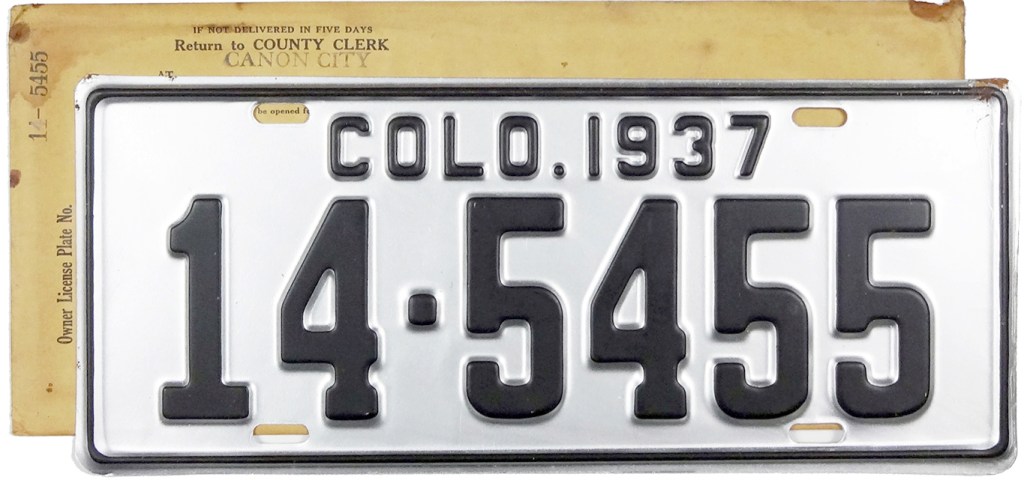 IF NOT DELIVERED IN FIVE DAYS
Return to COUNTY CLERK
CANON CITY
14- 5455
Owner License Plate No.
be opened
COLO. 1937
14·5455